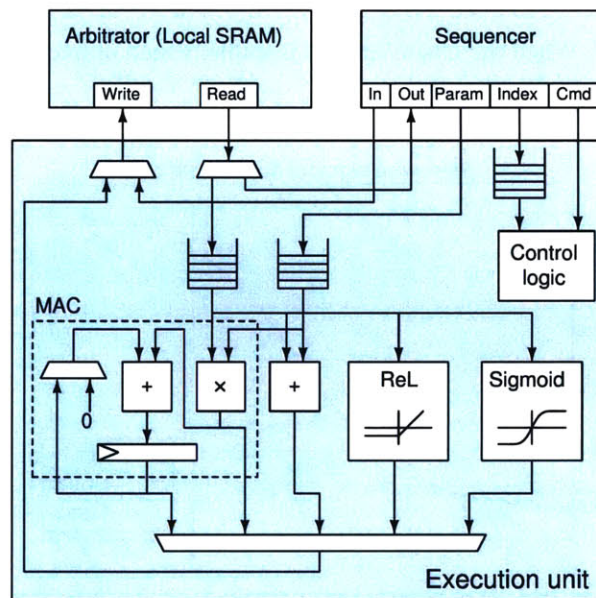 Arbitrator (Local SRAM)
Sequencer
Write
Read
In
Out
Param
Index
Cmd
Control
logic
MAC
+
×
+
ReL
Sigmoid
0
Execution unit